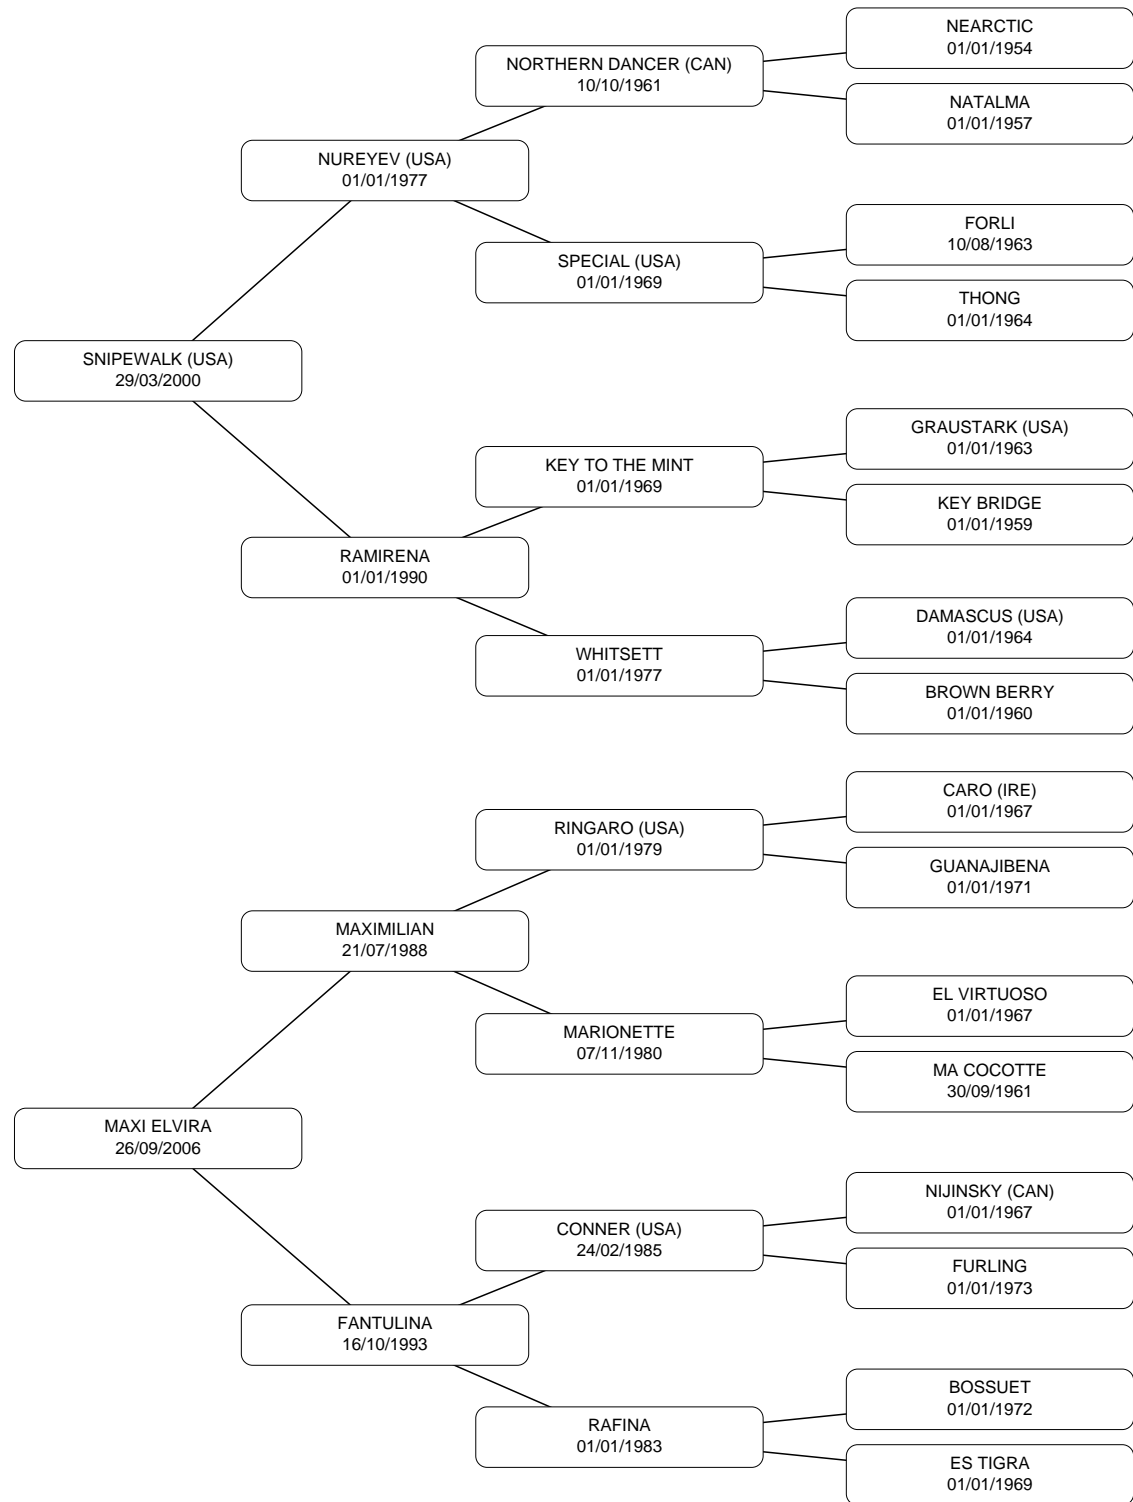 NEARCTIC
01/01/1954
NORTHERN DANCER (CAN)
10/10/1961
NATALMA
01/01/1957
NUREYEV (USA)
01/01/1977
FORLI
10/08/1963
SPECIAL (USA)
01/01/1969
THONG
01/01/1964
SNIPEWALK (USA)
29/03/2000
GRAUSTARK (USA)
01/01/1963
KEY TO THE MINT
01/01/1969
KEY BRIDGE
01/01/1959
RAMIRENA
01/01/1990
DAMASCUS (USA)
01/01/1964
WHITSETT
01/01/1977
BROWN BERRY
01/01/1960
CARO (IRE)
01/01/1967
RINGARO (USA)
01/01/1979
GUANAJIBENA
01/01/1971
MAXIMILIAN
21/07/1988
EL VIRTUOSO
01/01/1967
MARIONETTE
07/11/1980
MA COCOTTE
30/09/1961
MAXI ELVIRA
26/09/2006
NIJINSKY (CAN)
01/01/1967
CONNER (USA)
24/02/1985
FURLING
01/01/1973
FANTULINA
16/10/1993
BOSSUET
01/01/1972
RAFINA
01/01/1983
ES TIGRA
01/01/1969